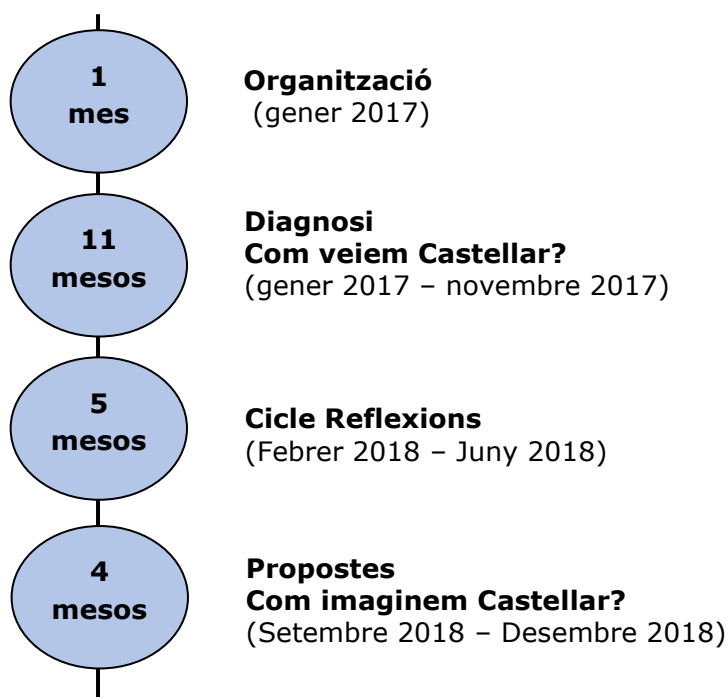 1
mes
Organització
(gener 2017)
11
mesos
Diagnosi
Com veiem Castellar?
(gener 2017 – novembre 2017)
5
mesos
Cicle Reflexions
(Febrer 2018 – Juny 2018)
4
mesos
Propostes
Com imaginem Castellar?
(Setembre 2018 – Desembre 2018)